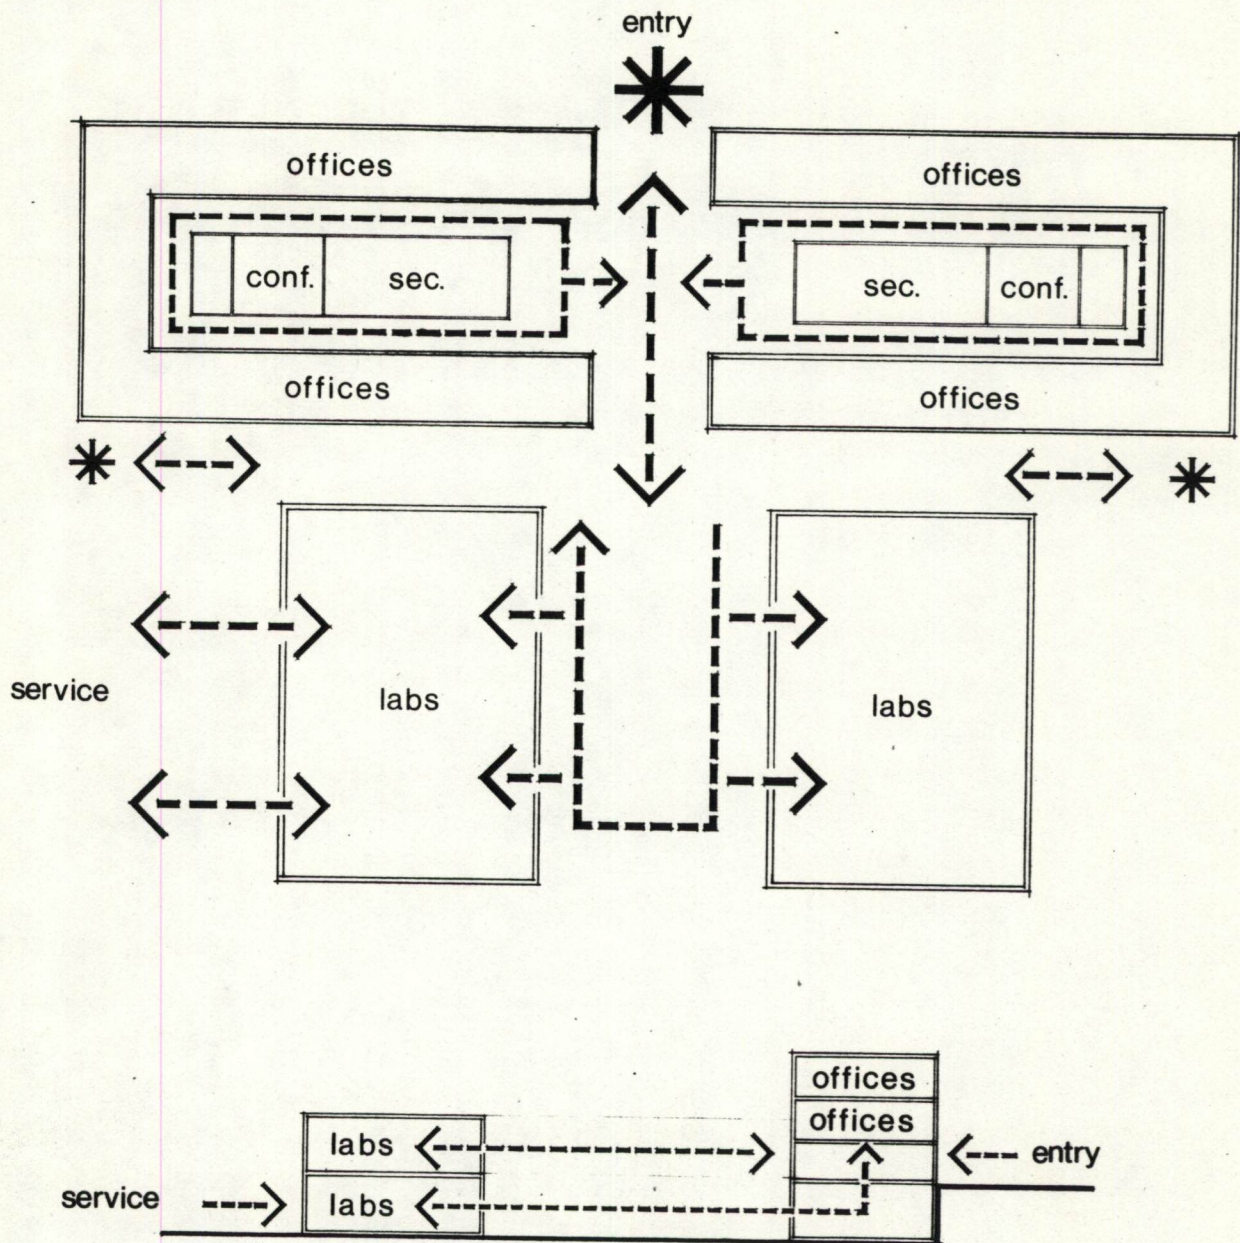 entry
offices
offices
conf.
sec.
sec.
conf.
offices
offices
service
labs
labs
offices
offices
labs
entry
service
labs